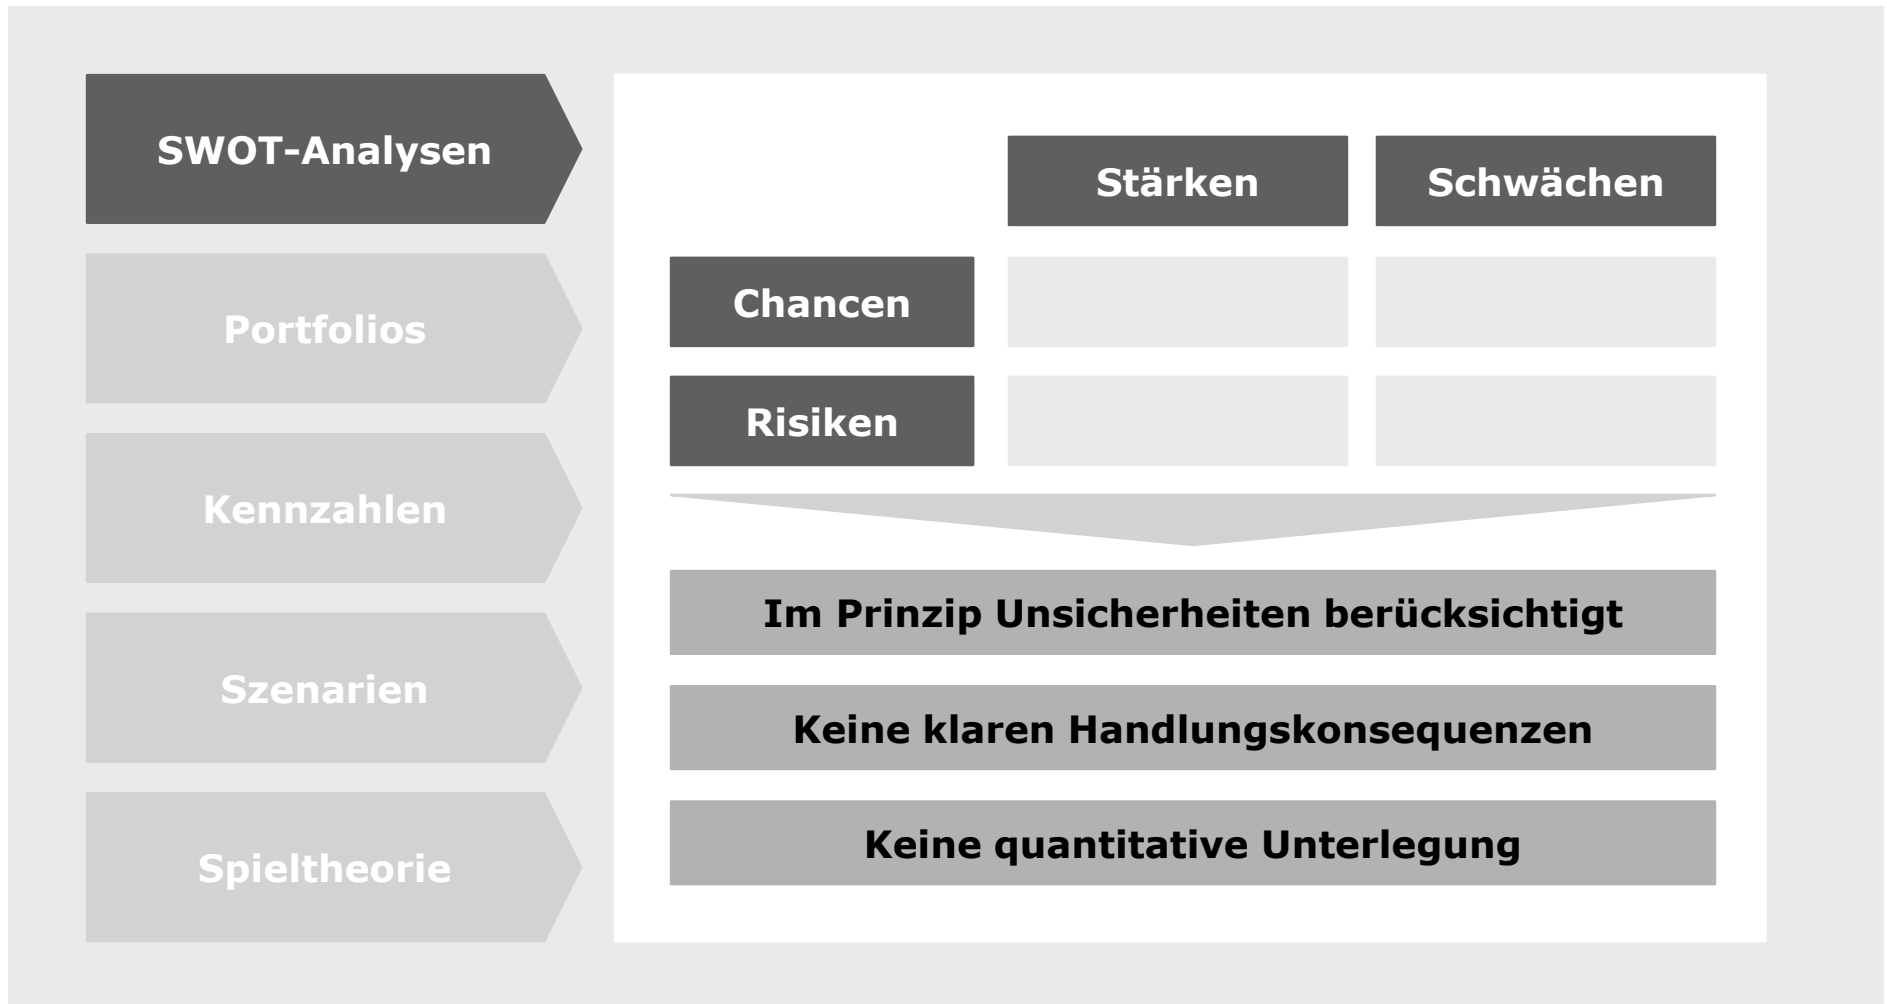 SWOT-Analysen
Portfolios
Kennzahlen
Szenarien
Spieltheorie
Stärken
Schwächen
Chancen
Risiken
Im Prinzip Unsicherheiten berücksichtigt
Keine klaren Handlungskonsequenzen
Keine quantitative Unterlegung